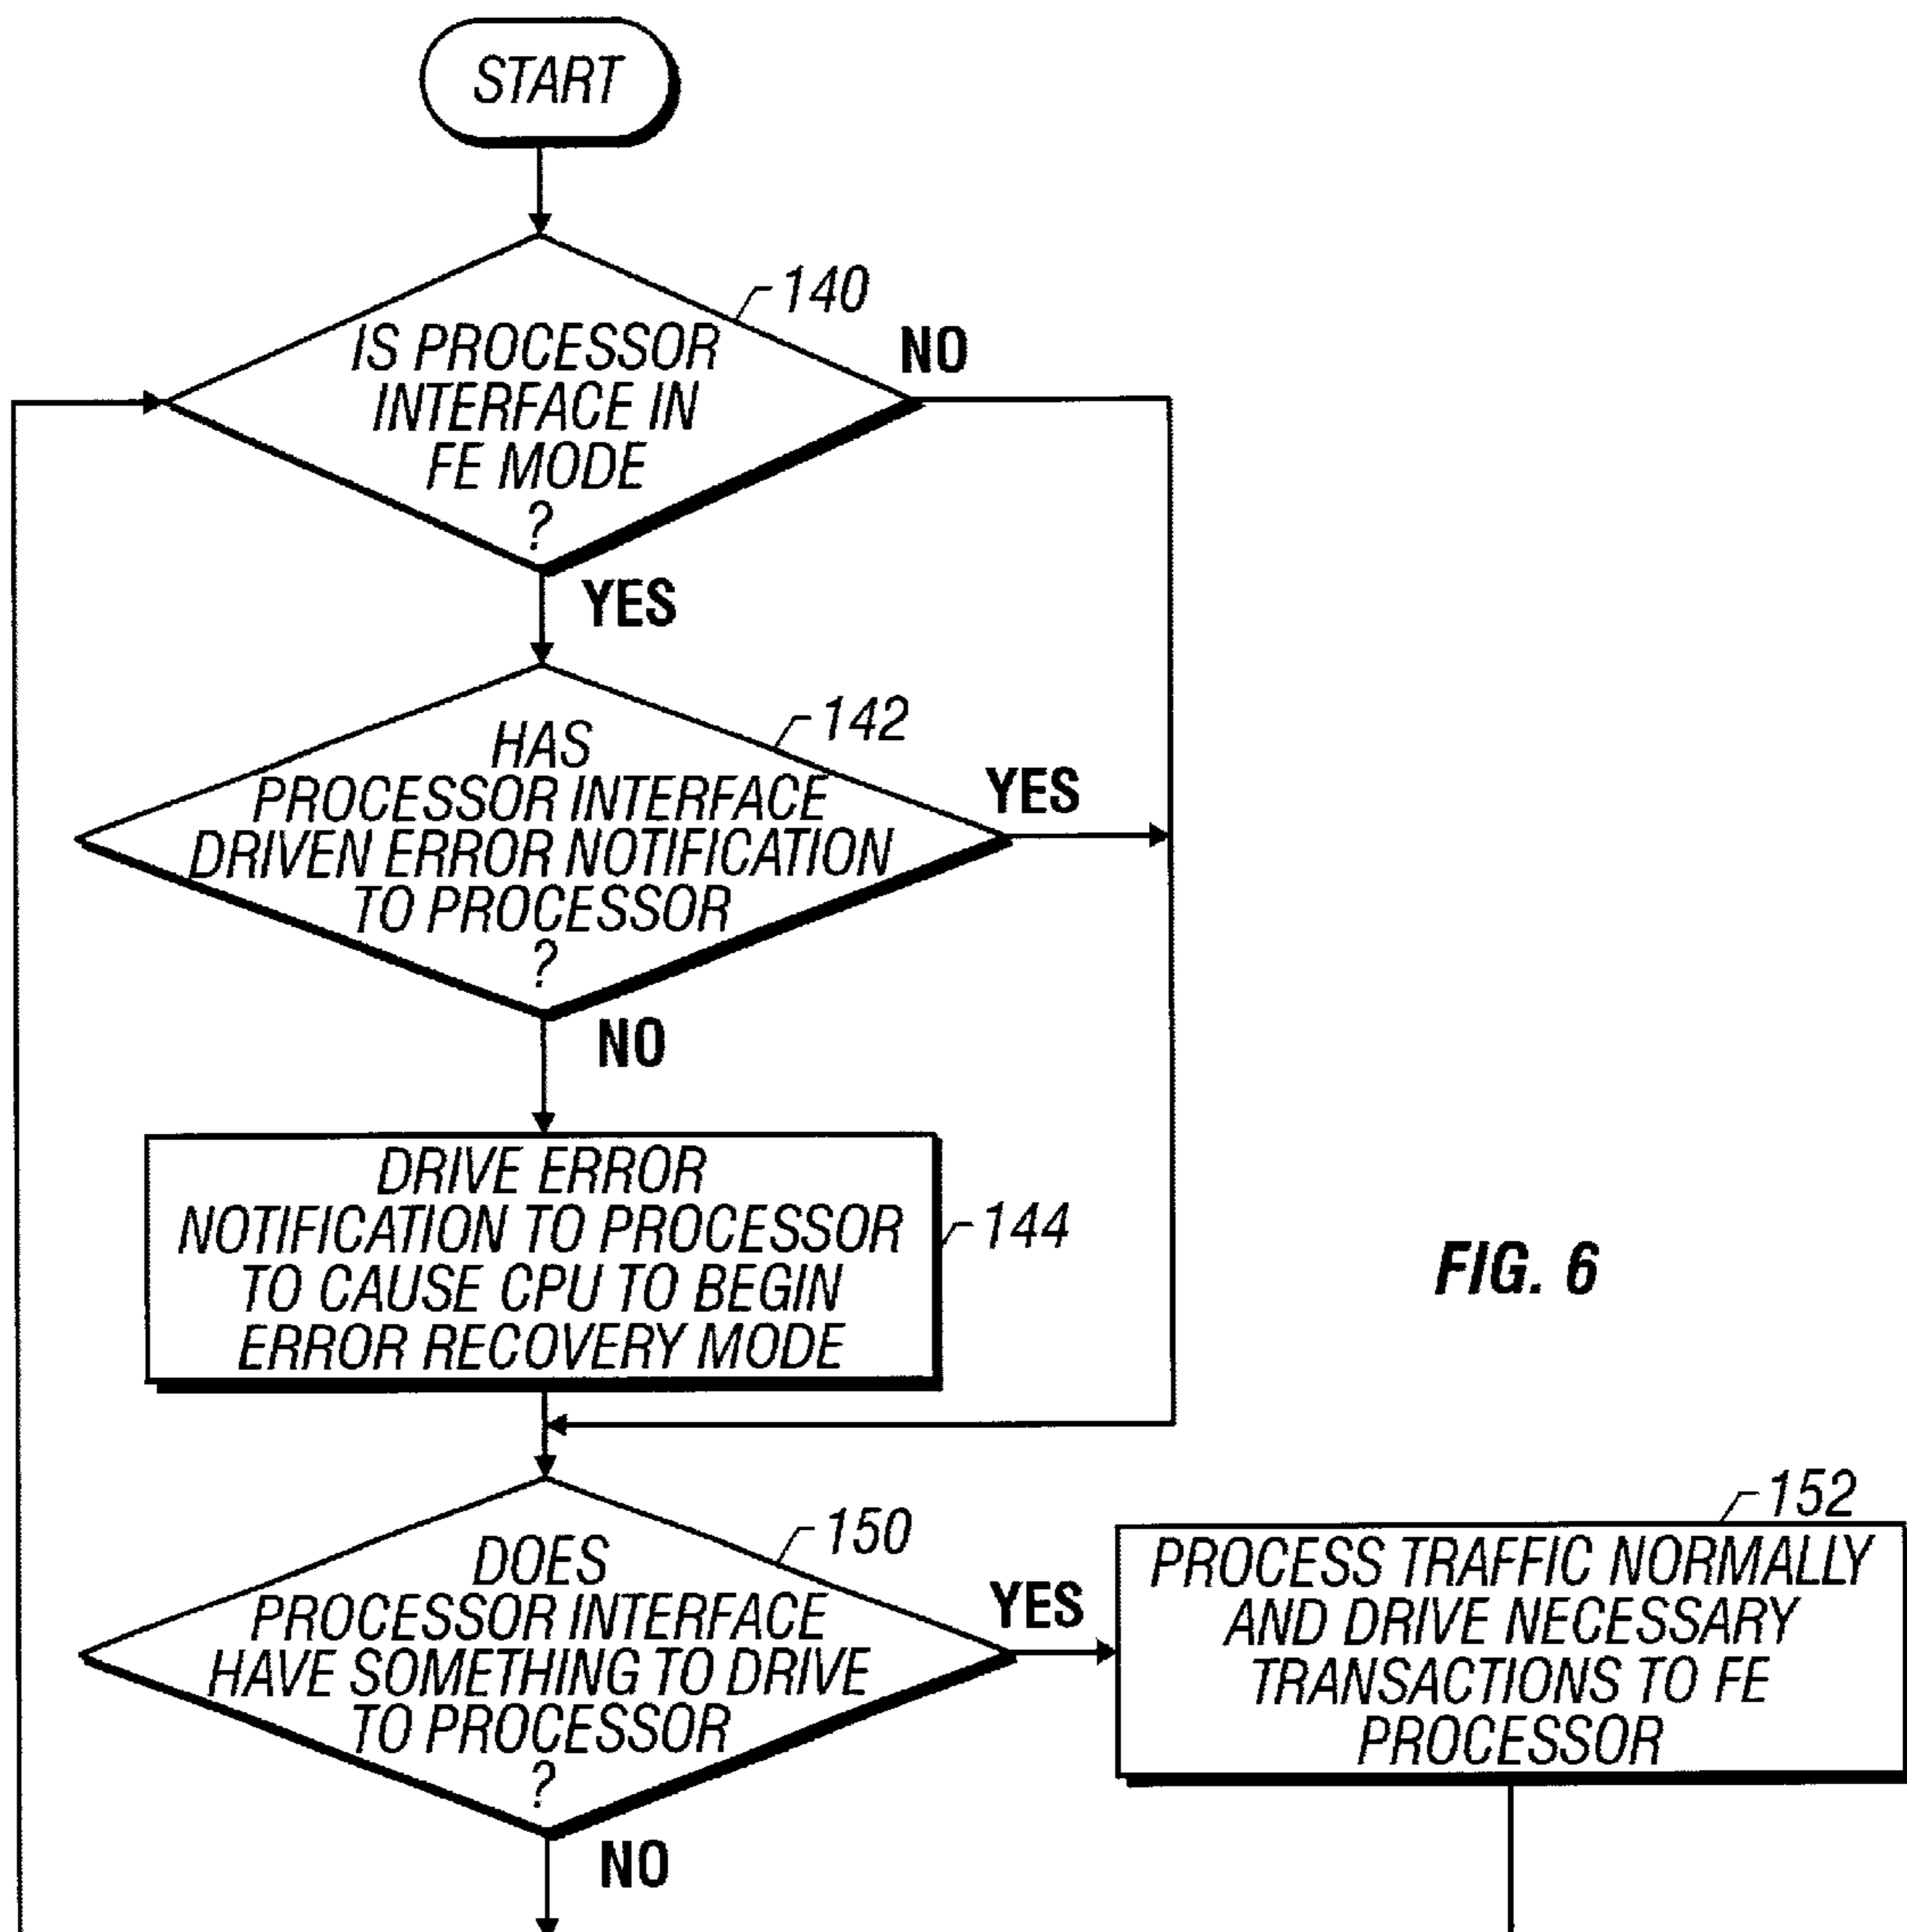 START
140
IS PROCESSOR
INTERFACE IN
FE MODE
?
NO
YES
142
HAS
PROCESSOR INTERFACE
DRIVEN ERROR NOTIFICATION
TO PROCESSOR
?
YES
NO
DRIVE ERROR
NOTIFICATION TO PROCESSOR
TO CAUSE CPU TO BEGIN
ERROR RECOVERY MODE
144
FIG. 6
150
DOES
PROCESSOR INTERFACE
HAVE SOMETHING TO DRIVE
TO PROCESSOR
?
YES
NO
152
PROCESS TRAFFIC NORMALLY
AND DRIVE NECESSARY
TRANSACTIONS TO FE
PROCESSOR